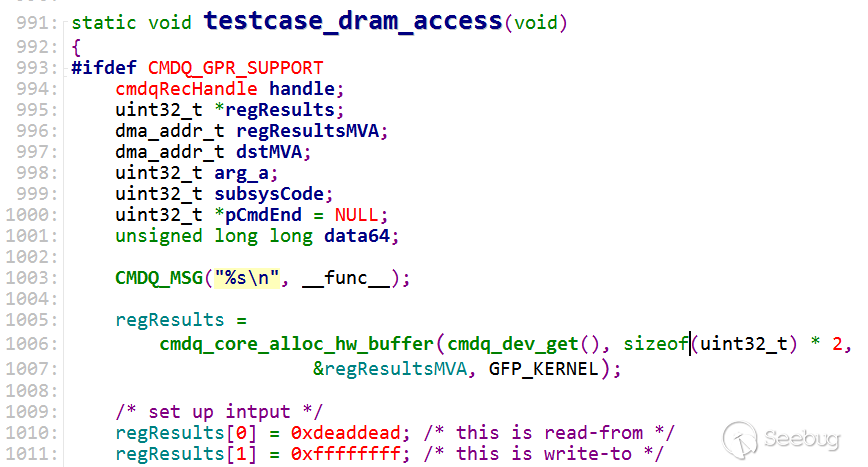 991: static void testcase_dram_access(void)
992: {
993: #ifdef CMDQ_GPR_SUPPORT
994: cmdqRecHandle handle;
995: uint32_t *regResults;
996: dma_addr_t regResultsMVA;
997: dma_addr_t dstMVA;
998: uint32_t arg_a;
999: uint32_t subsysCode;
1000: uint32_t *pCmdEnd = NULL;
1001: unsigned long long data64;
1002:
1003: CMDQ_MSG("%s\n", __func__);
1004:
1005: regResults =
1006: cmdq_core_alloc_hw_buffer(cmdq_dev_get(), sizeof(uint32_t) * 2,
1007: &regResultsMVA, GFP_KERNEL);
1008:
1009: /* set up intput */
1010: regResults[0] = 0xdeaddead; /* this is read-from */
1011: regResults[1] = 0xffffffff; /* this is write-to */
Seebug